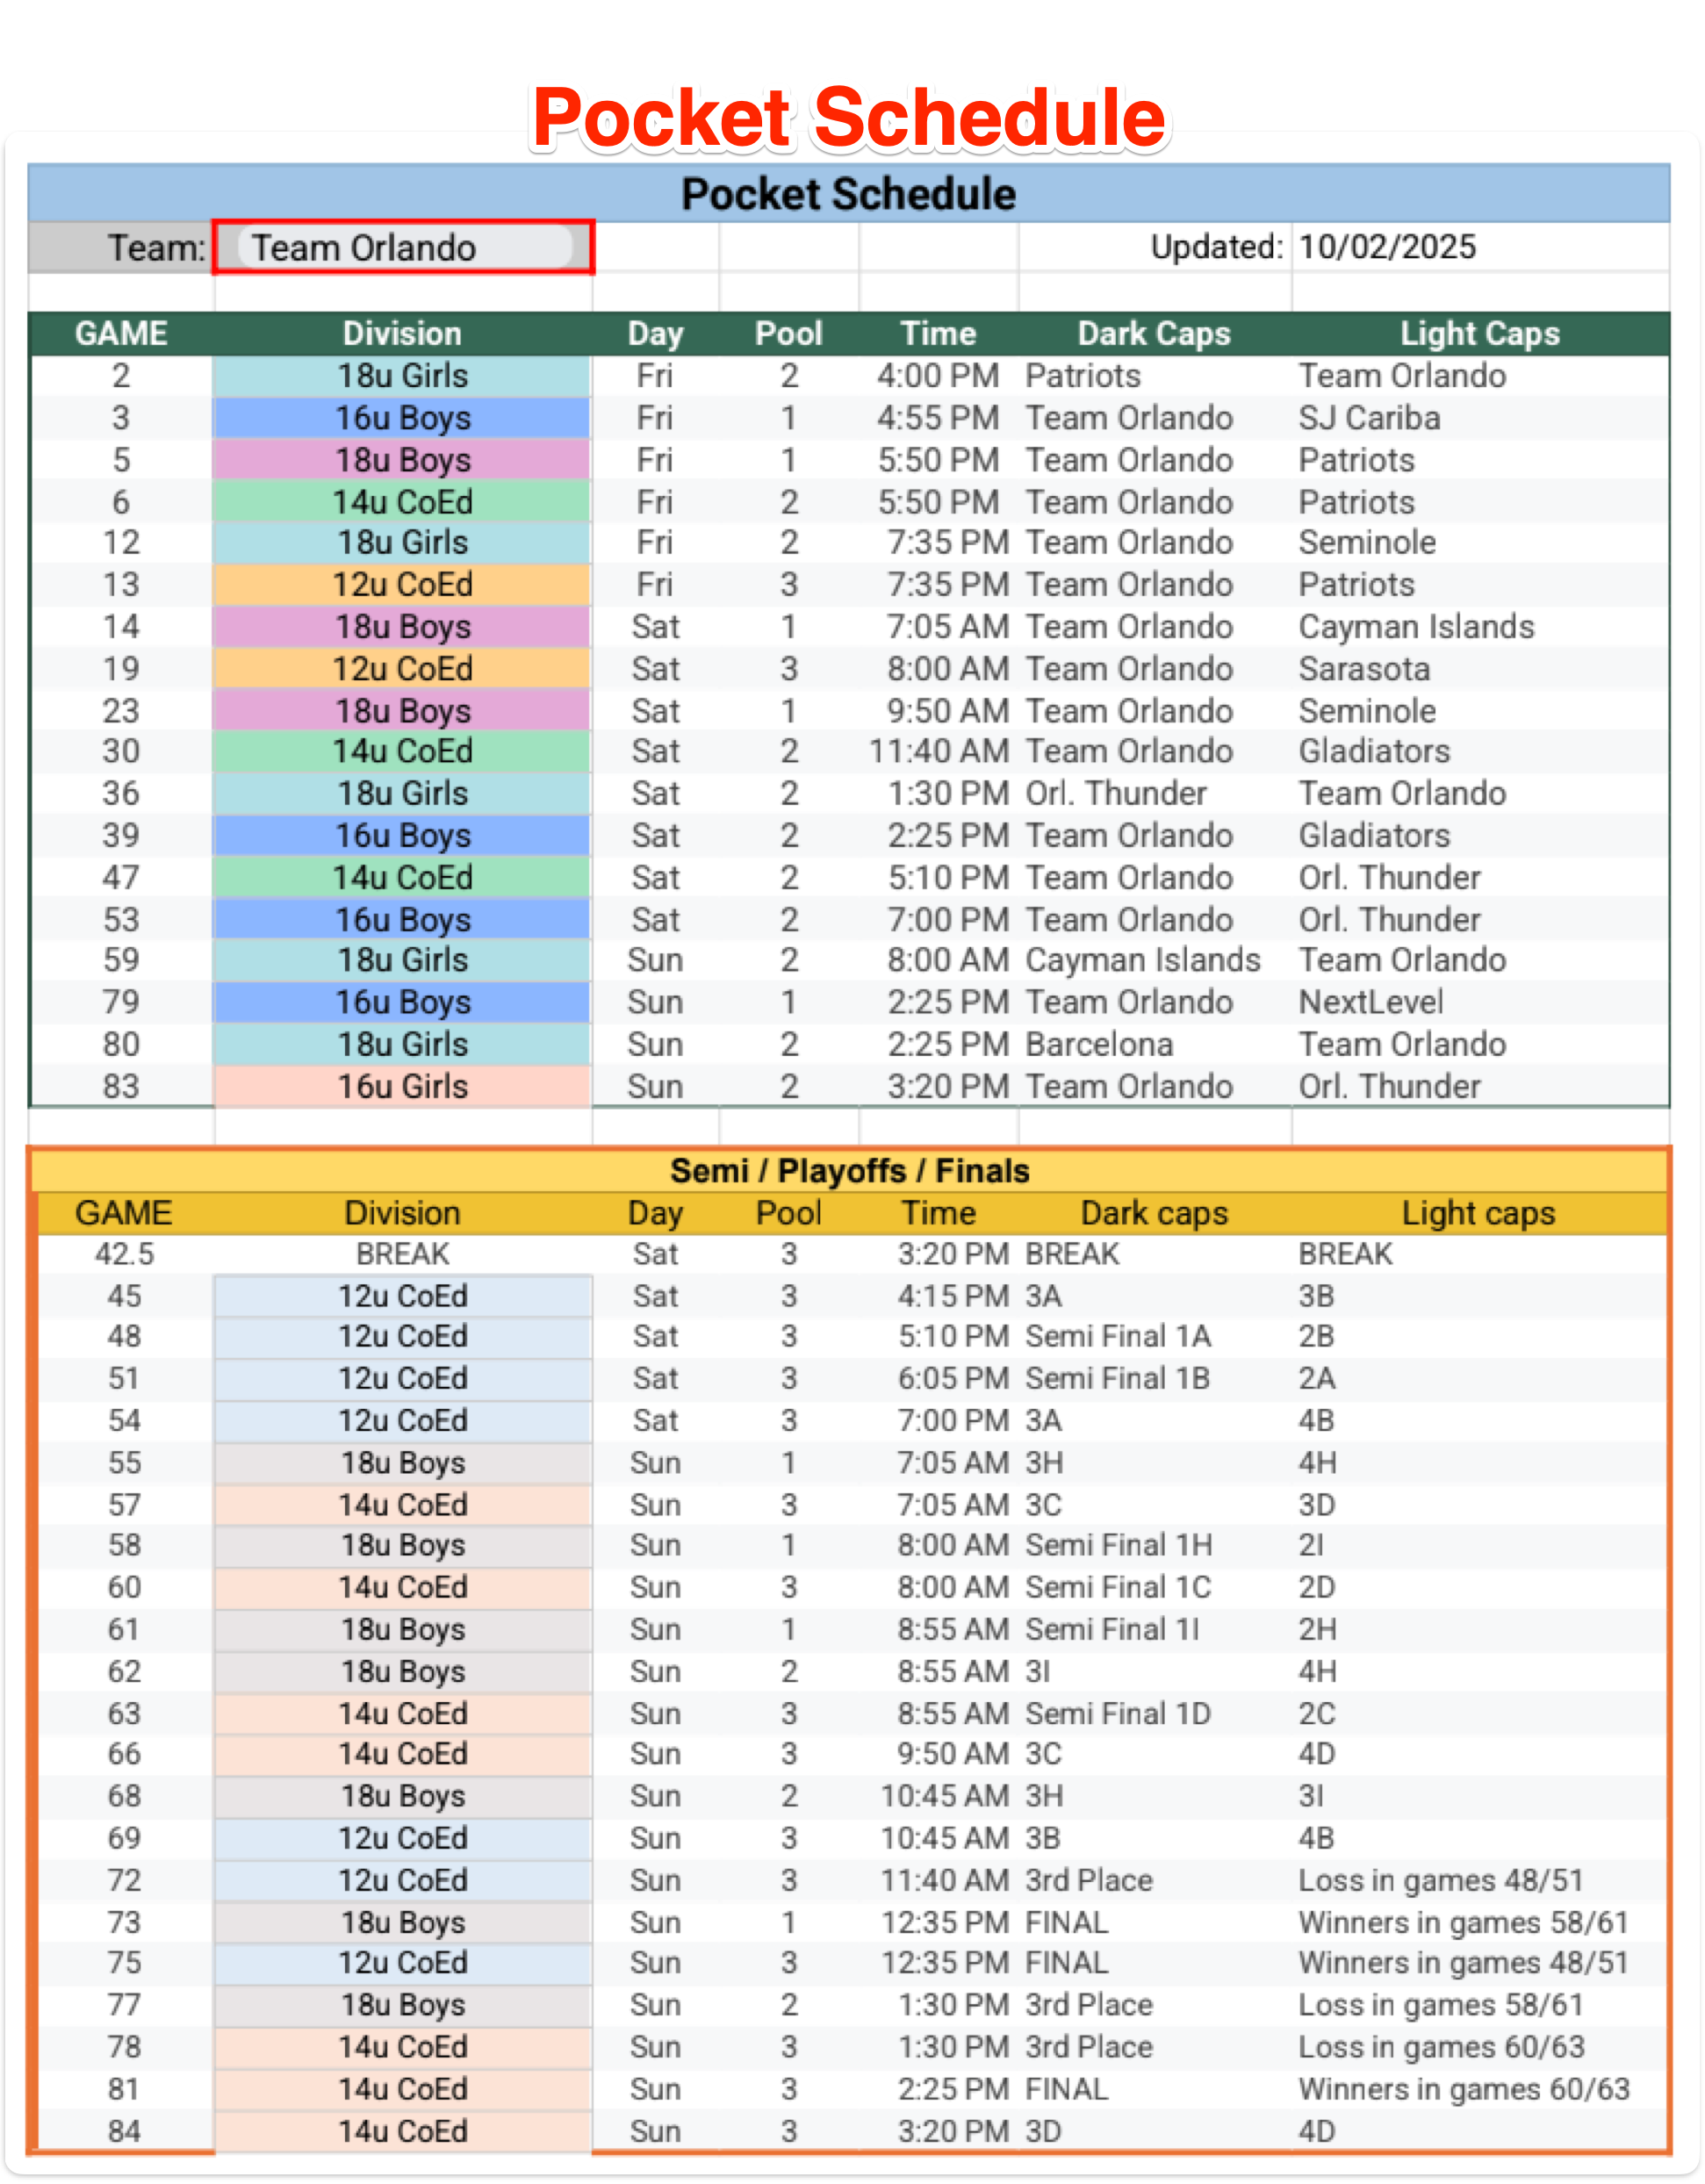 Pocket Schedule
Pocket Schedule
Team: Team Orlando Updated: 10/02/2025
GAME Division Day Pool Time Dark Caps Light Caps
2 18u Girls Fri 2 4:00 PM Patriots Team Orlando
3 16u Boys Fri 1 4:55 PM Team Orlando SJ Cariba
5 18u Boys Fri 1 5:50 PM Team Orlando Patriots
6 14u CoEd Fri 2 5:50 PM Team Orlando Patriots
12 18u Girls Fri 2 7:35 PM Team Orlando Seminole
13 12u CoEd Fri 3 7:35 PM Team Orlando Patriots
14 18u Boys Sat 1 7:05 AM Team Orlando Cayman Islands
19 12u CoEd Sat 3 8:00 AM Team Orlando Sarasota
23 18u Boys Sat 1 9:50 AM Team Orlando Seminole
30 14u CoEd Sat 2 11:40 AM Team Orlando Gladiators
36 18u Girls Sat 2 1:30 PM Orl. Thunder Team Orlando
39 16u Boys Sat 2 2:25 PM Team Orlando Gladiators
47 14u CoEd Sat 2 5:10 PM Team Orlando Orl. Thunder
53 16u Boys Sat 2 7:00 PM Team Orlando Orl. Thunder
59 18u Girls Sun 2 8:00 AM Cayman Islands Team Orlando
79 16u Boys Sun 1 2:25 PM Team Orlando NextLevel
80 18u Girls Sun 2 2:25 PM Barcelona Team Orlando
83 16u Girls Sun 2 3:20 PM Team Orlando Orl. Thunder
Semi / Playoffs / Finals
GAME Division Day Pool Time Dark caps Light caps
42.5 BREAK Sat 3 3:20 PM BREAK BREAK
45 12u CoEd Sat 3 4:15 PM 3A 3B
48 12u CoEd Sat 3 5:10 PM Semi Final 1A 2B
51 12u CoEd Sat 3 6:05 PM Semi Final 1B 2A
54 12u CoEd Sat 3 7:00 PM 3A 4B
55 18u Boys Sun 1 7:05 AM 3H 4H
57 14u CoEd Sun 3 7:05 AM 3C 3D
58 18u Boys Sun 1 8:00 AM Semi Final 1H 2I
60 14u CoEd Sun 3 8:00 AM Semi Final 1C 2D
61 18u Boys Sun 1 8:55 AM Semi Final 1I 2H
62 18u Boys Sun 2 8:55 AM 3I 4H
63 14u CoEd Sun 3 8:55 AM Semi Final 1D 2C
66 14u CoEd Sun 3 9:50 AM 3C 4D
68 18u Boys Sun 2 10:45 AM 3H 3I
69 12u CoEd Sun 3 10:45 AM 3B 4B
72 12u CoEd Sun 3 11:40 AM 3rd Place Loss in games 48/51
73 18u Boys Sun 1 12:35 PM FINAL Winners in games 58/61
75 12u CoEd Sun 3 12:35 PM FINAL Winners in games 48/51
77 18u Boys Sun 2 1:30 PM 3rd Place Loss in games 58/61
78 14u CoEd Sun 3 1:30 PM 3rd Place Loss in games 60/63
81 14u CoEd Sun 3 2:25 PM FINAL Winners in games 60/63
84 14u CoEd Sun 3 3:20 PM 3D 4D